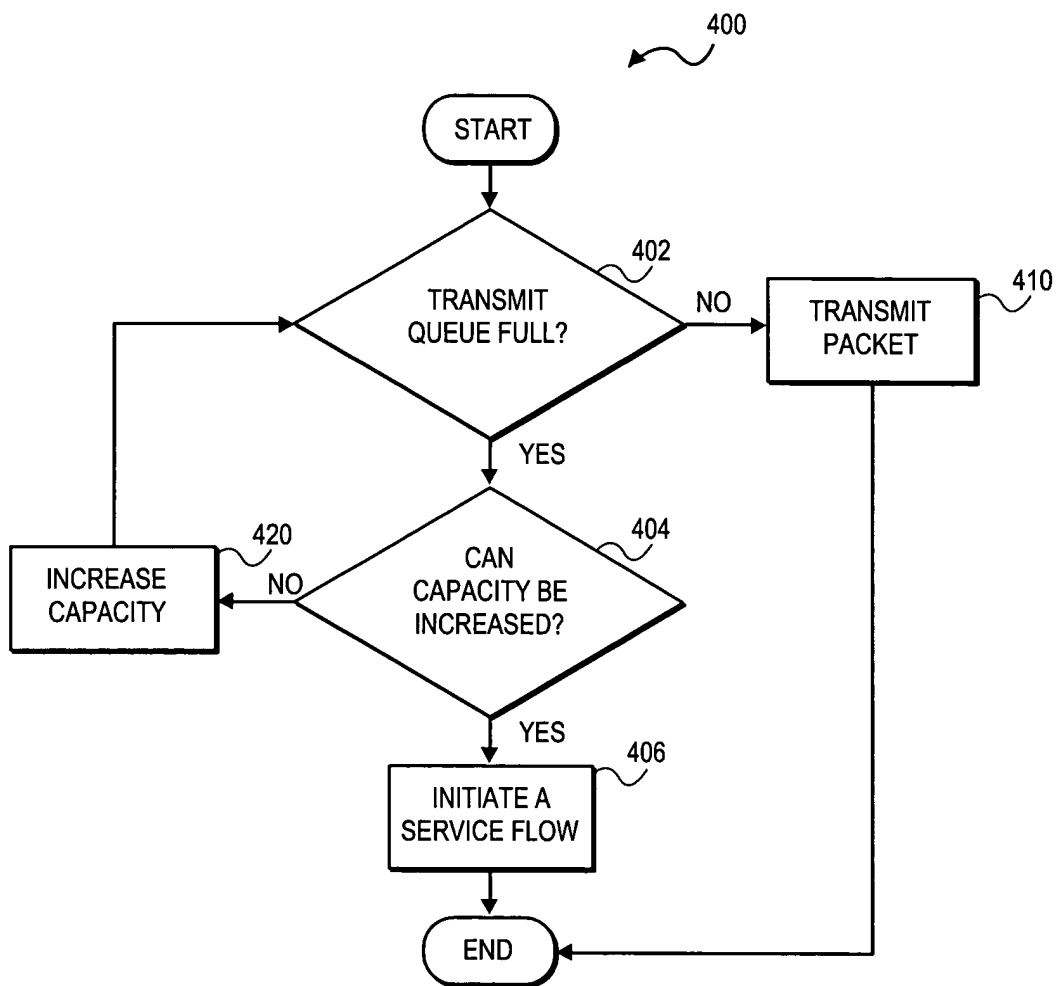 400
START
402
TRANSMIT
QUEUE FULL?
NO
410
TRANSMIT
PACKET
YES
420
INCREASE
CAPACITY
NO
404
CAN
CAPACITY BE
INCREASED?
YES
406
INITIATE A
SERVICE FLOW
END